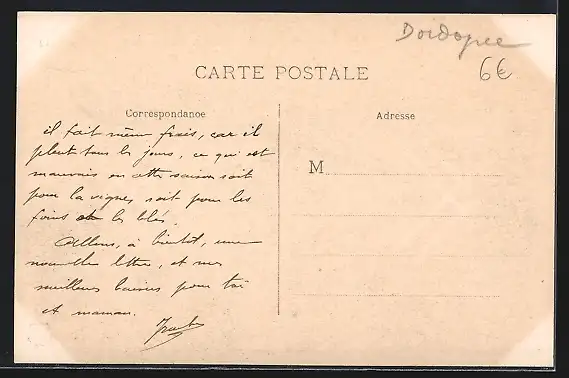 Dordogne
6€
CARTE POSTALE
Correspondance
Adresse
M
il fait même frais, car il
pleut tous les jours, ce qui est
mauvais en cette saison soit
pour la vignes soit pour les
foins et les blés.
Allons, à bientôt, une
nouvelle lettre, et mes
meilleurs baisers pour toi
et maman.